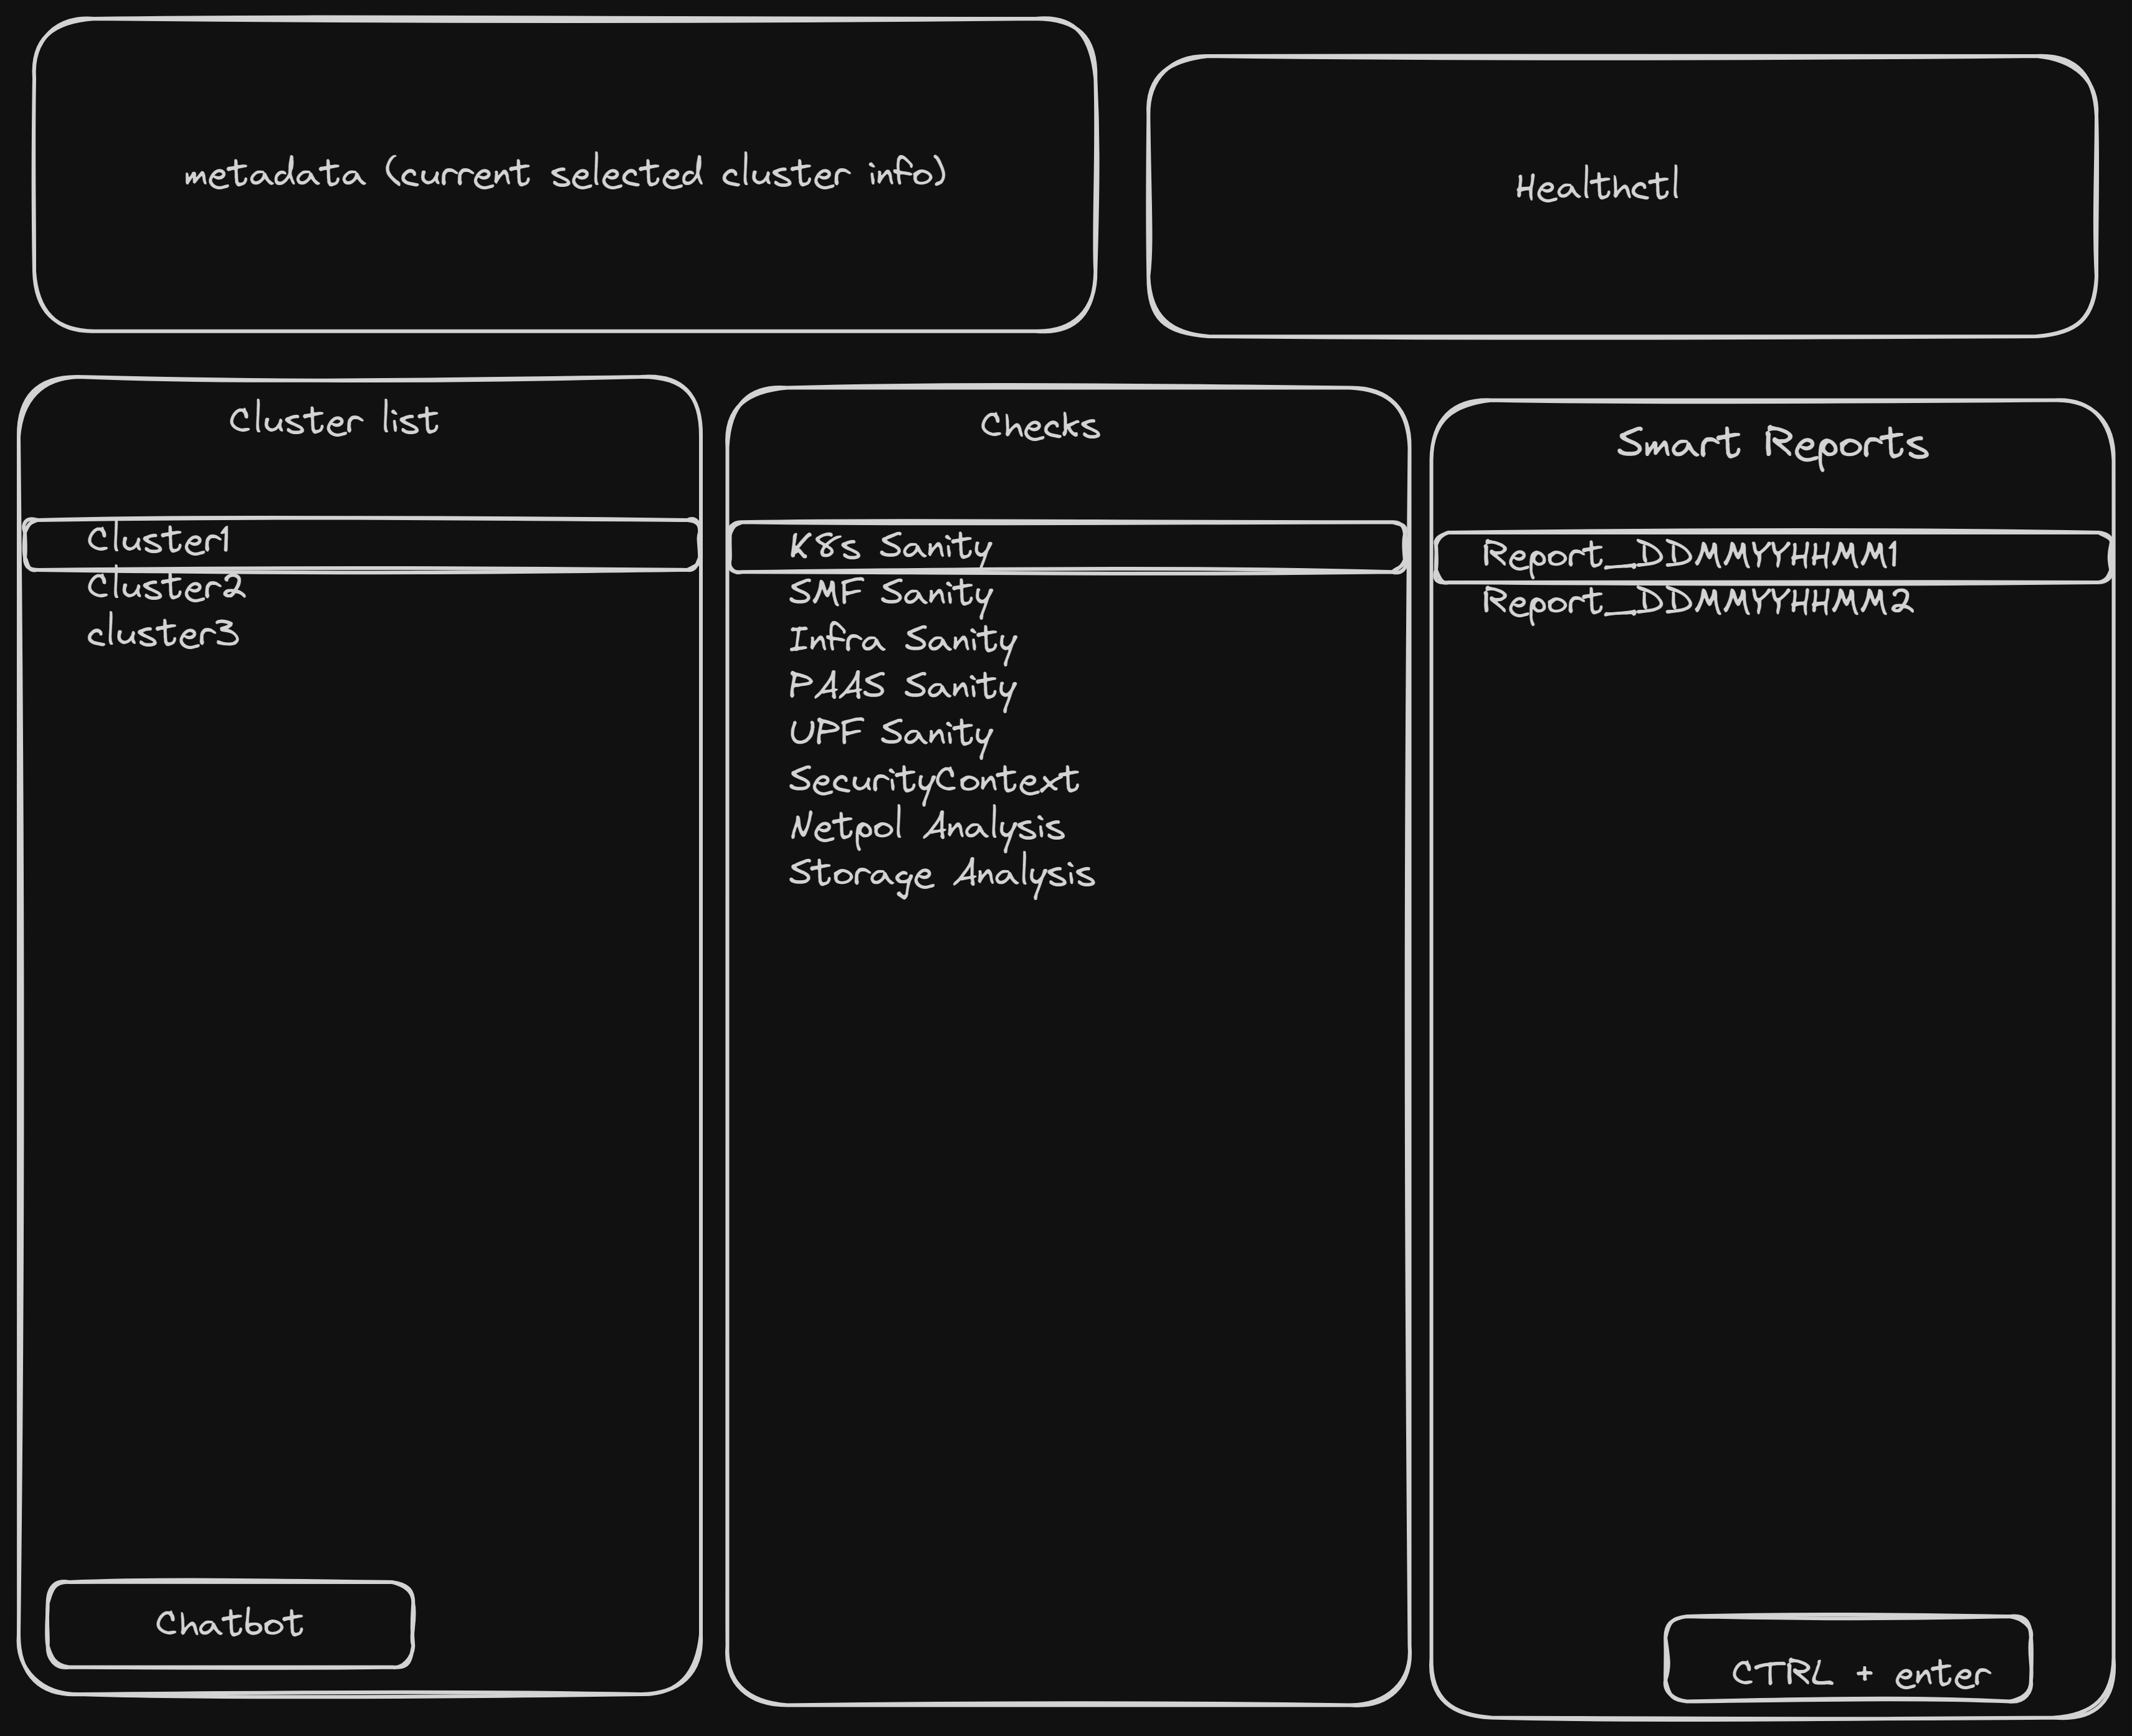 metadata (current selected cluster info)
Healthctl
Cluster list
Cluster1
Cluster2
cluster3
Chatbot
Checks
K8s Sanity
SMF Sanity
Infra Sanity
PAAS Sanity
UPF Sanity
SecurityContext
Netpol Analysis
Storage Analysis
Smart Reports
Report_DDMMYYHHMM1
Report_DDMMYYHHMM2
CTRL + enter